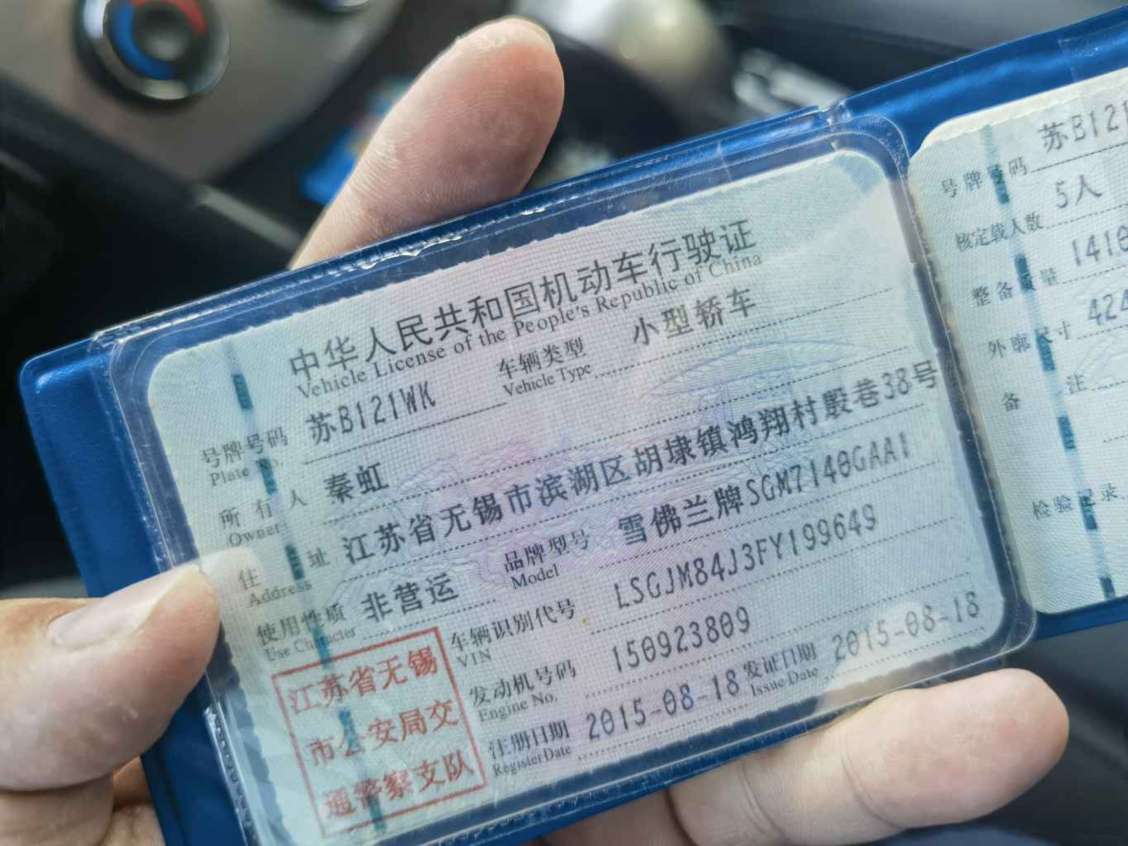 中华人民共和国机动车行驶证
Vehicle License of the People's Republic of China
号牌号码 苏B121WK 车辆类型 小型轿车
Plate No. Vehicle Type
所有人 秦虹
Owner
住址 江苏省无锡市滨湖区胡埭镇鸿翔村殷巷38号
Address
使用性质 非营运 品牌型号 雪佛兰牌SGM7140GAA1
Use Character Model
车辆识别代号 LSGJM84J3FY199649
VIN
发动机号码 150923809
Engine No.
注册日期 2015-08-18 发证日期 2015-08-18
Register Date Issue Date
江苏省无锡
市公安局交
通警察支队
号牌号码 苏B121
核定载人数 5人
整备质量 1410
外廓尺寸 424
备注
检验记录